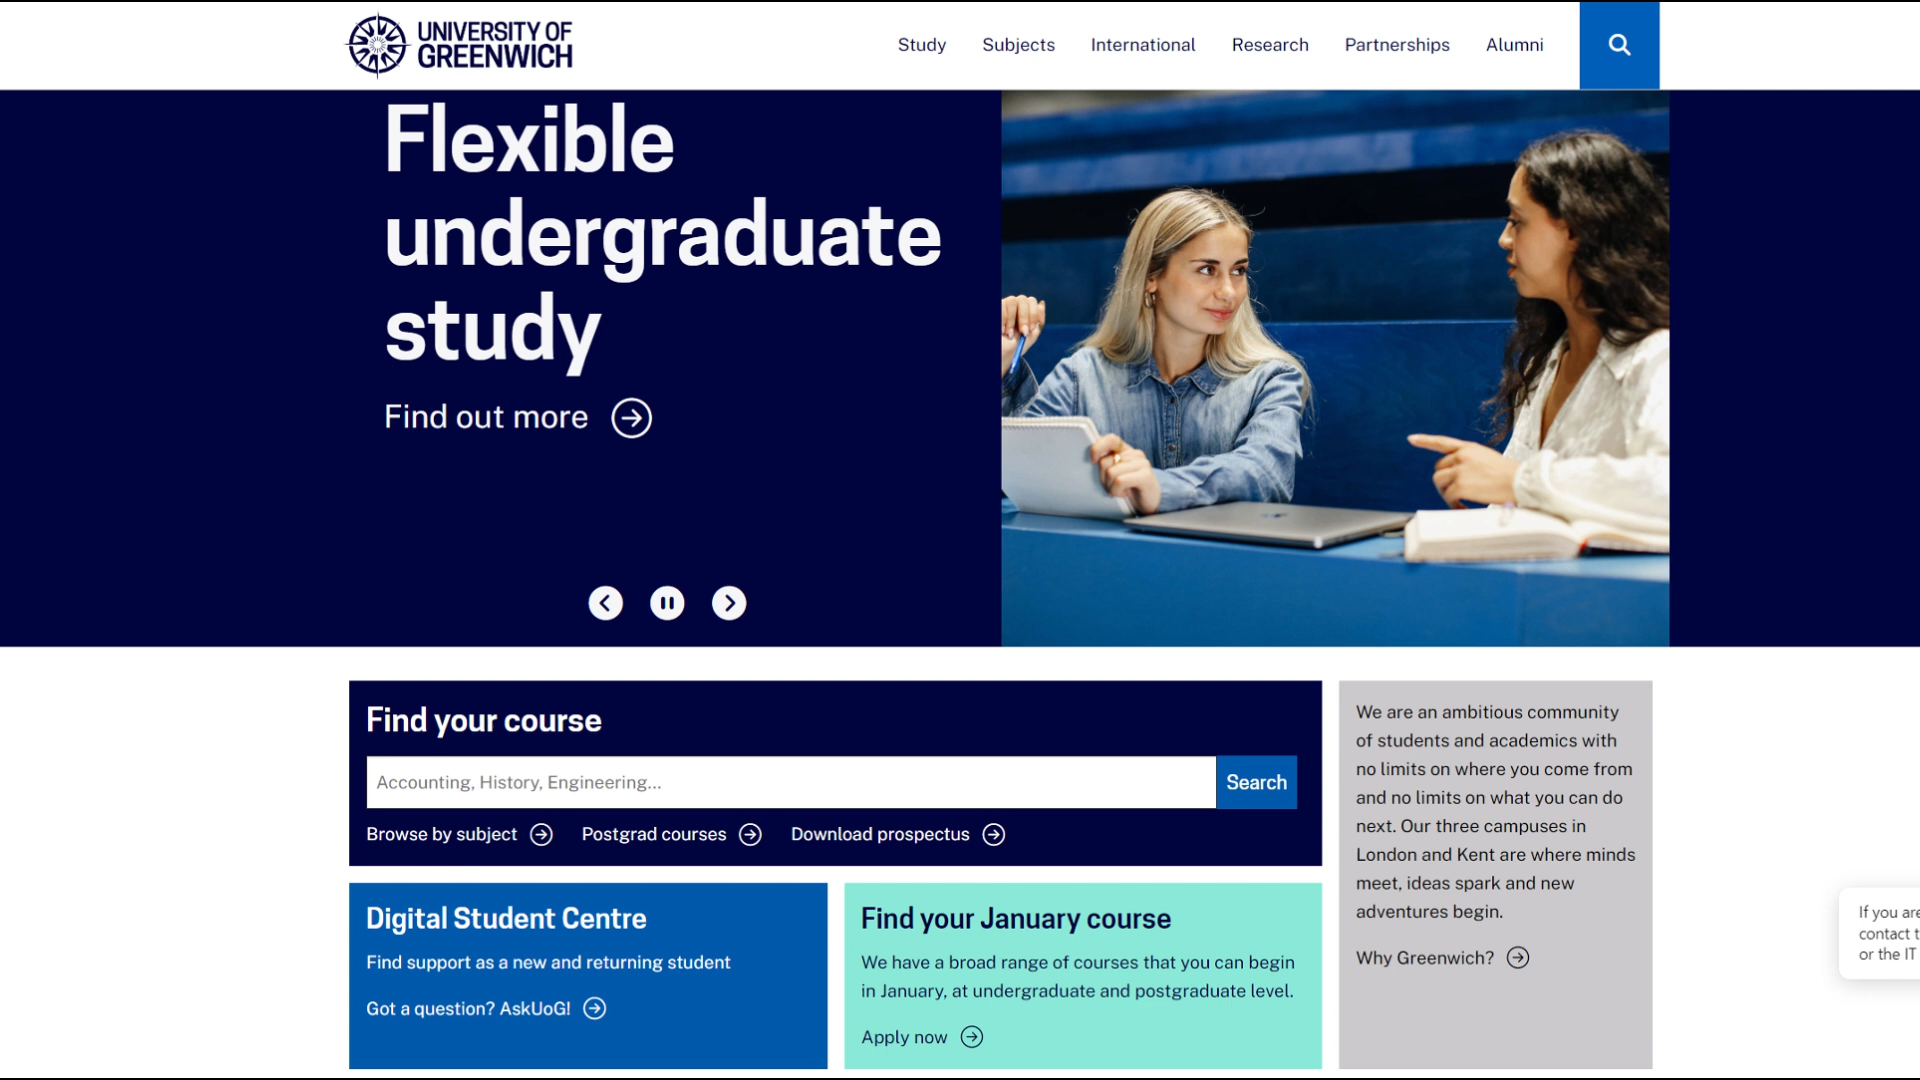 UNIVERSITY OF
GREENWICH
Study Subjects International Research Partnerships Alumni
Flexible
undergraduate
study
Find out more
Find your course
Accounting, History, Engineering...
Search
Browse by subject Postgrad courses Download prospectus
Digital Student Centre
Find support as a new and returning student
Got a question? AskUoG!
Find your January course
We have a broad range of courses that you can begin
in January, at undergraduate and postgraduate level.
Apply now
We are an ambitious community
of students and academics with
no limits on where you come from
and no limits on what you can do
next. Our three campuses in
London and Kent are where minds
meet, ideas spark and new
adventures begin.
Why Greenwich?
If you are
contact t
or the IT